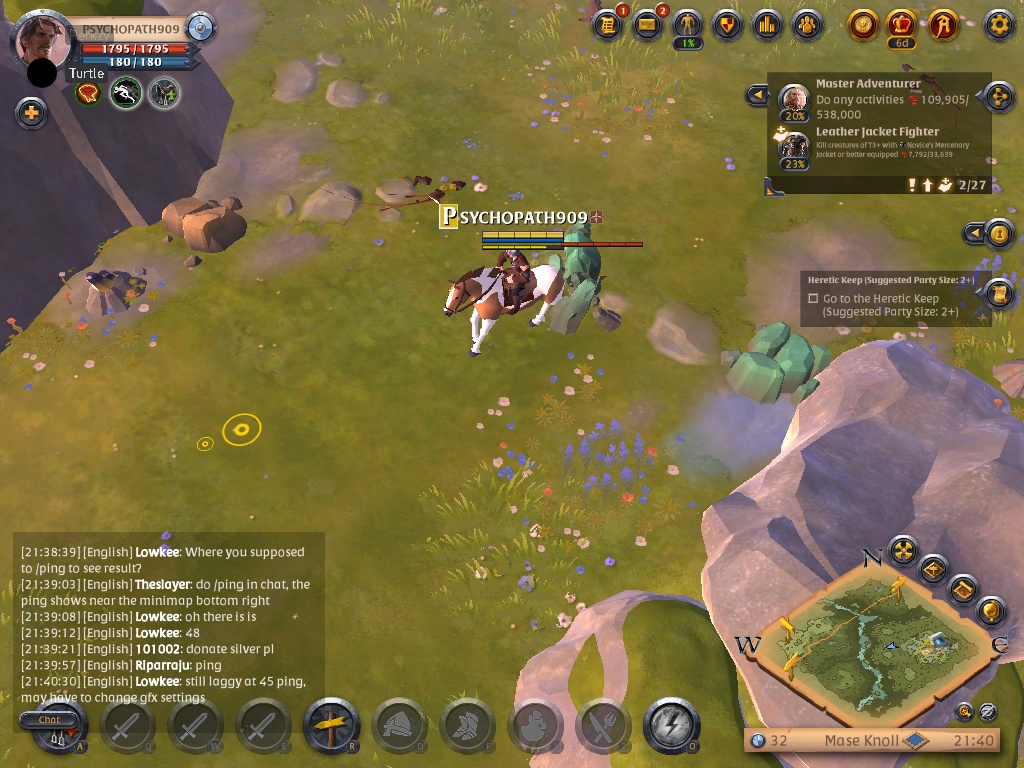 PSYCHOPATH909
1795 / 1795
180 / 180
Turtle
1
2
1%
6d
Master Adventurer
Do any activities 109,905/
538,000
20%
Leather Jacket Fighter
Kill creatures of T3+ with Novice's Mercenary
Jacket or better equipped 7,792/33,639
23%
2/27
PSYCHOPATH909
Heretic Keep (Suggested Party Size: 2+)
Go to the Heretic Keep
(Suggested Party Size: 2+)
[21:38:39] [English] Lowkee: Where you supposed
to /ping to see result?
[21:39:03] [English] Theslayer: do /ping in chat, the
ping shows near the minimap bottom right
[21:39:08] [English] Lowkee: oh there is is
[21:39:12] [English] Lowkee: 48
[21:39:21] [English] 101002: donate silver pl
[21:39:57] [English] Riparraju: ping
[21:40:30] [English] Lowkee: still laggy at 45 ping,
may have to change gfx settings
N
W
E
Chat
A
Q
W
E
R
D
F
O
32
Mase Knoll
21:40